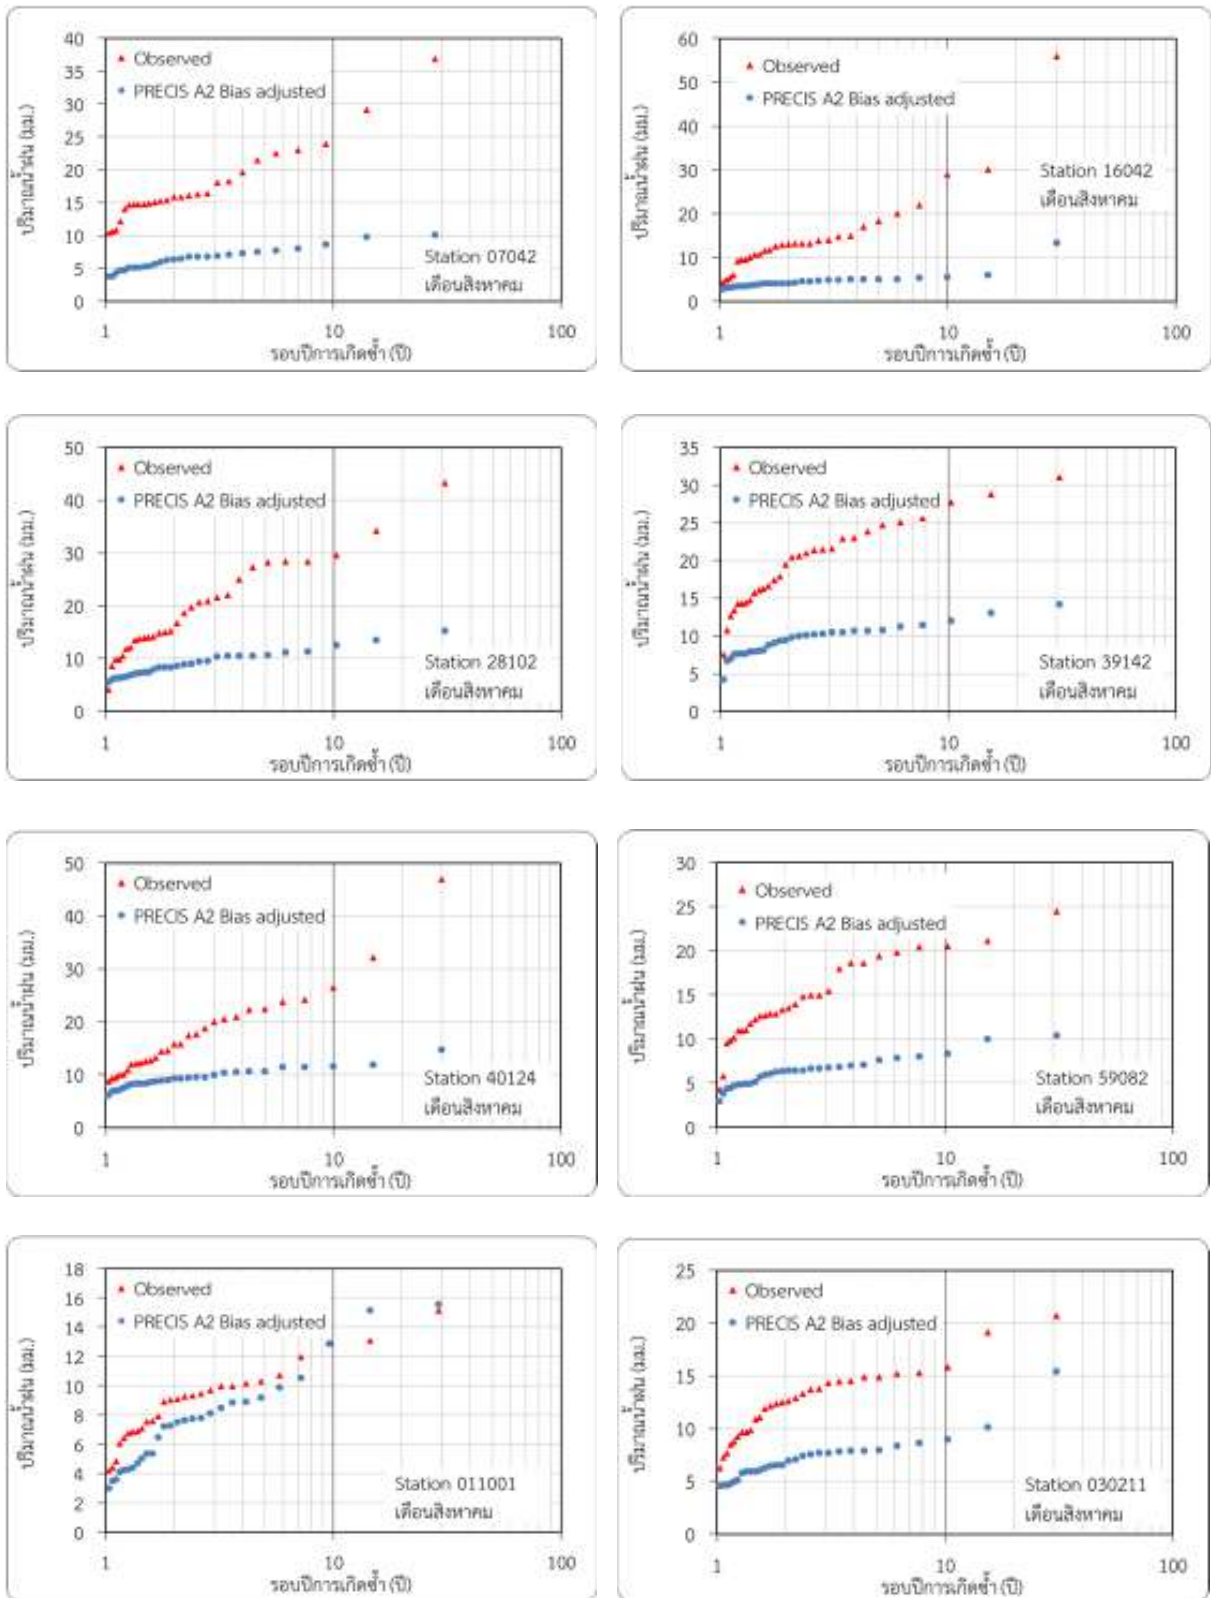 40
35
30
25
20
15
10
5
0
ปริมาณน้ำฝน (มม.)
Observed
PRECIS A2 Bias adjusted
Station 07042
เดือนสิงหาคม
1
10
100
รอบปีการเกิดซ้ำ (ปี)
60
50
40
30
20
10
0
ปริมาณน้ำฝน (มม.)
Observed
PRECIS A2 Bias adjusted
Station 16042
เดือนสิงหาคม
1
10
100
รอบปีการเกิดซ้ำ (ปี)
50
40
30
20
10
0
ปริมาณน้ำฝน (มม.)
Observed
PRECIS A2 Bias adjusted
Station 28102
เดือนสิงหาคม
1
10
100
รอบปีการเกิดซ้ำ (ปี)
35
30
25
20
15
10
5
0
ปริมาณน้ำฝน (มม.)
Observed
PRECIS A2 Bias adjusted
Station 39142
เดือนสิงหาคม
1
10
100
รอบปีการเกิดซ้ำ (ปี)
50
40
30
20
10
0
ปริมาณน้ำฝน (มม.)
Observed
PRECIS A2 Bias adjusted
Station 40124
เดือนสิงหาคม
1
10
100
รอบปีการเกิดซ้ำ (ปี)
30
25
20
15
10
5
0
ปริมาณน้ำฝน (มม.)
Observed
PRECIS A2 Bias adjusted
Station 59082
เดือนสิงหาคม
1
10
100
รอบปีการเกิดซ้ำ (ปี)
18
16
14
12
10
8
6
4
2
0
ปริมาณน้ำฝน (มม.)
Observed
PRECIS A2 Bias adjusted
Station 011001
เดือนสิงหาคม
1
10
100
รอบปีการเกิดซ้ำ (ปี)
25
20
15
10
5
0
ปริมาณน้ำฝน (มม.)
Observed
PRECIS A2 Bias adjusted
Station 030211
เดือนสิงหาคม
1
10
100
รอบปีการเกิดซ้ำ (ปี)